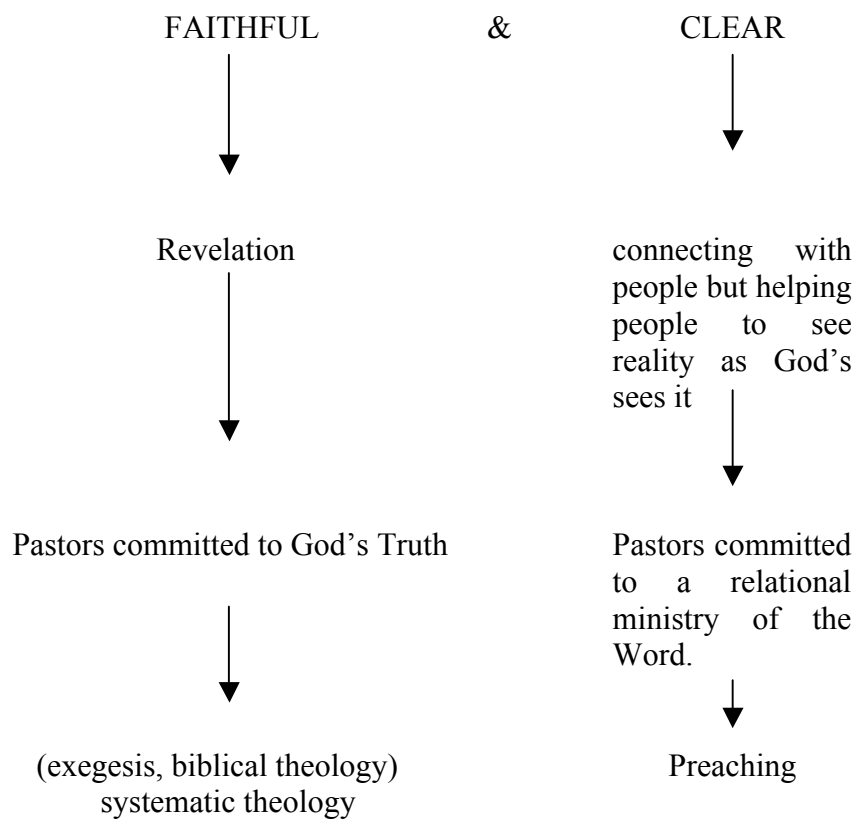 FAITHFUL & CLEAR
Revelation
connecting with
people but helping
people to see
reality as God’s
sees it
Pastors committed to God’s Truth
Pastors committed
to a relational
ministry of the
Word.
(exegesis, biblical theology)
systematic theology
Preaching